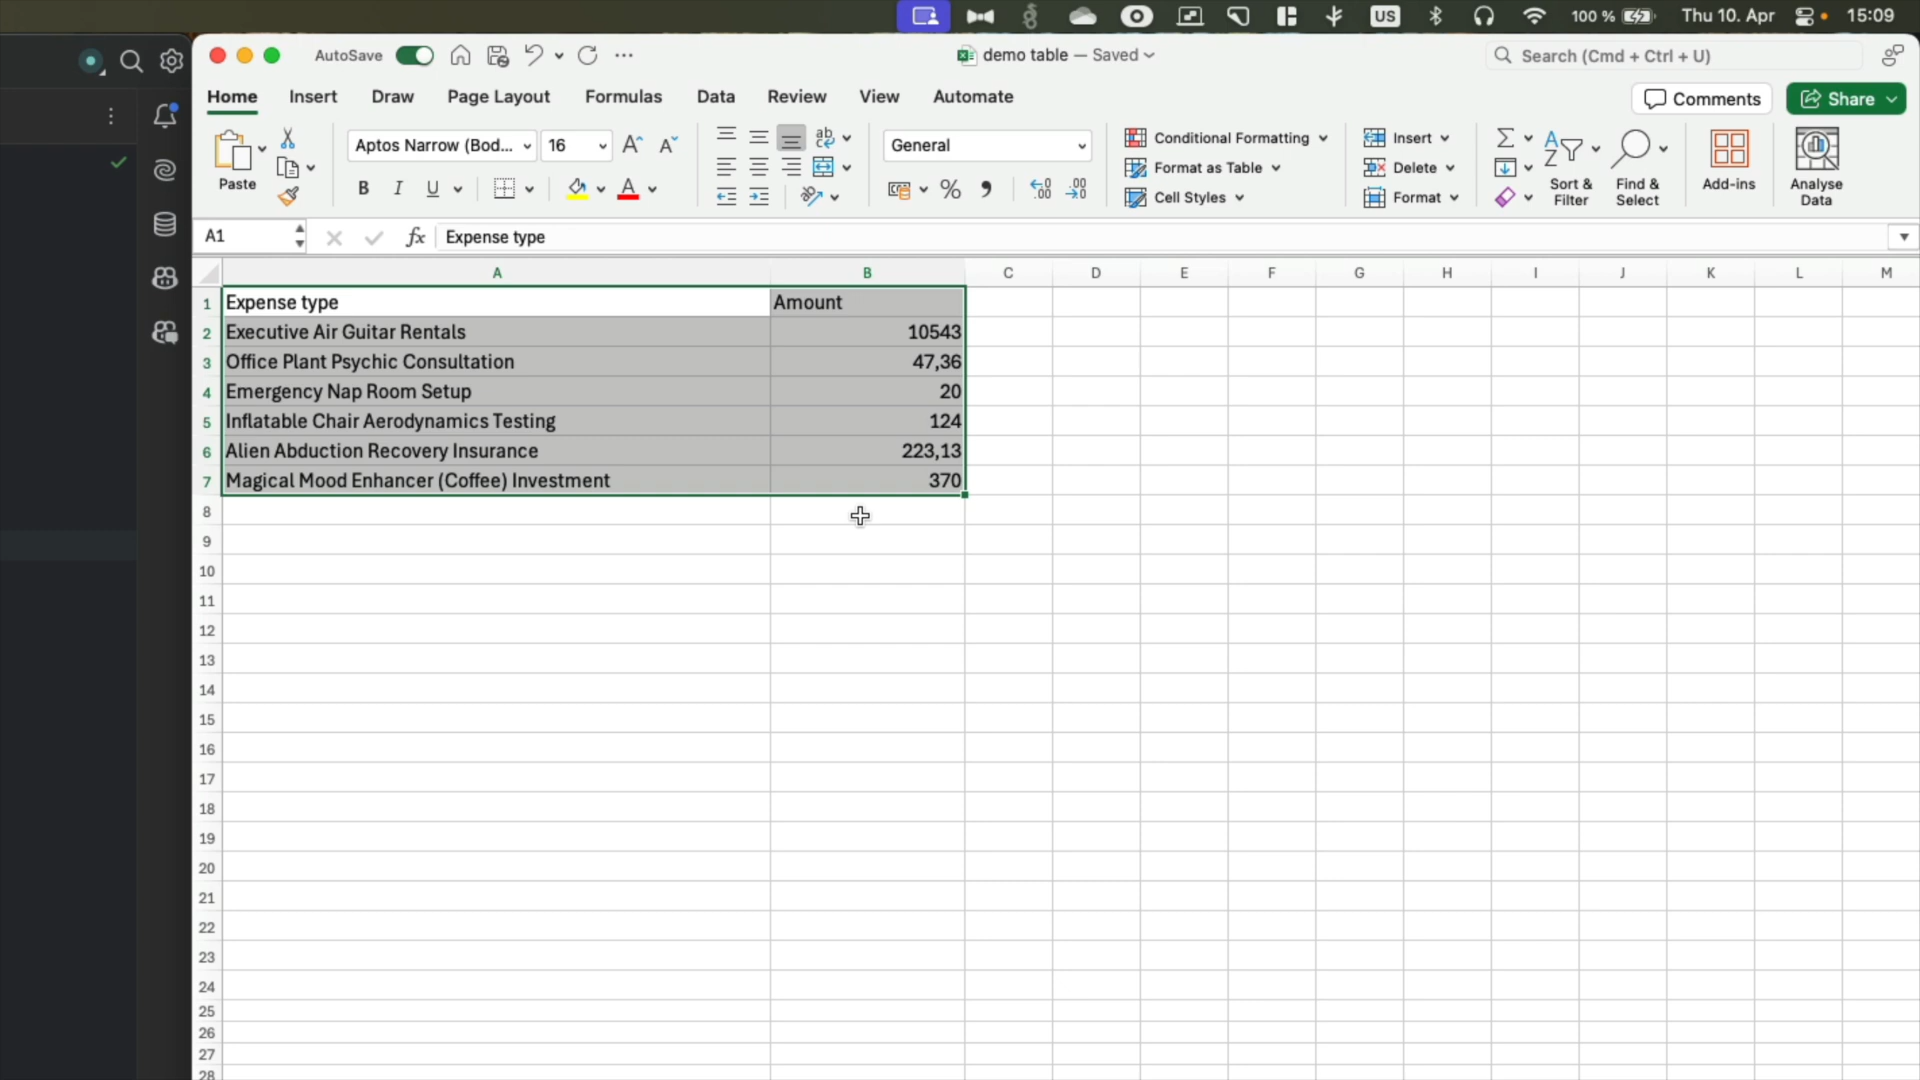 US 100 % Thu 10. Apr 15:09
AutoSave demo table — Saved Search (Cmd + Ctrl + U)
Home Insert Draw Page Layout Formulas Data Review View Automate Comments Share
Paste
Aptos Narrow (Bod... 16 A A
B I U A
ab
General
%
Conditional Formatting
Format as Table
Cell Styles
Insert
Delete
Format
Sort & Filter
Find & Select
Add-ins
Analyse Data
A1 fx Expense type
A B C D E F G H I J K L M
1 Expense type Amount
2 Executive Air Guitar Rentals 10543
3 Office Plant Psychic Consultation 47,36
4 Emergency Nap Room Setup 20
5 Inflatable Chair Aerodynamics Testing 124
6 Alien Abduction Recovery Insurance 223,13
7 Magical Mood Enhancer (Coffee) Investment 370
8
9
10
11
12
13
14
15
16
17
18
19
20
21
22
23
24
25
26
27
28